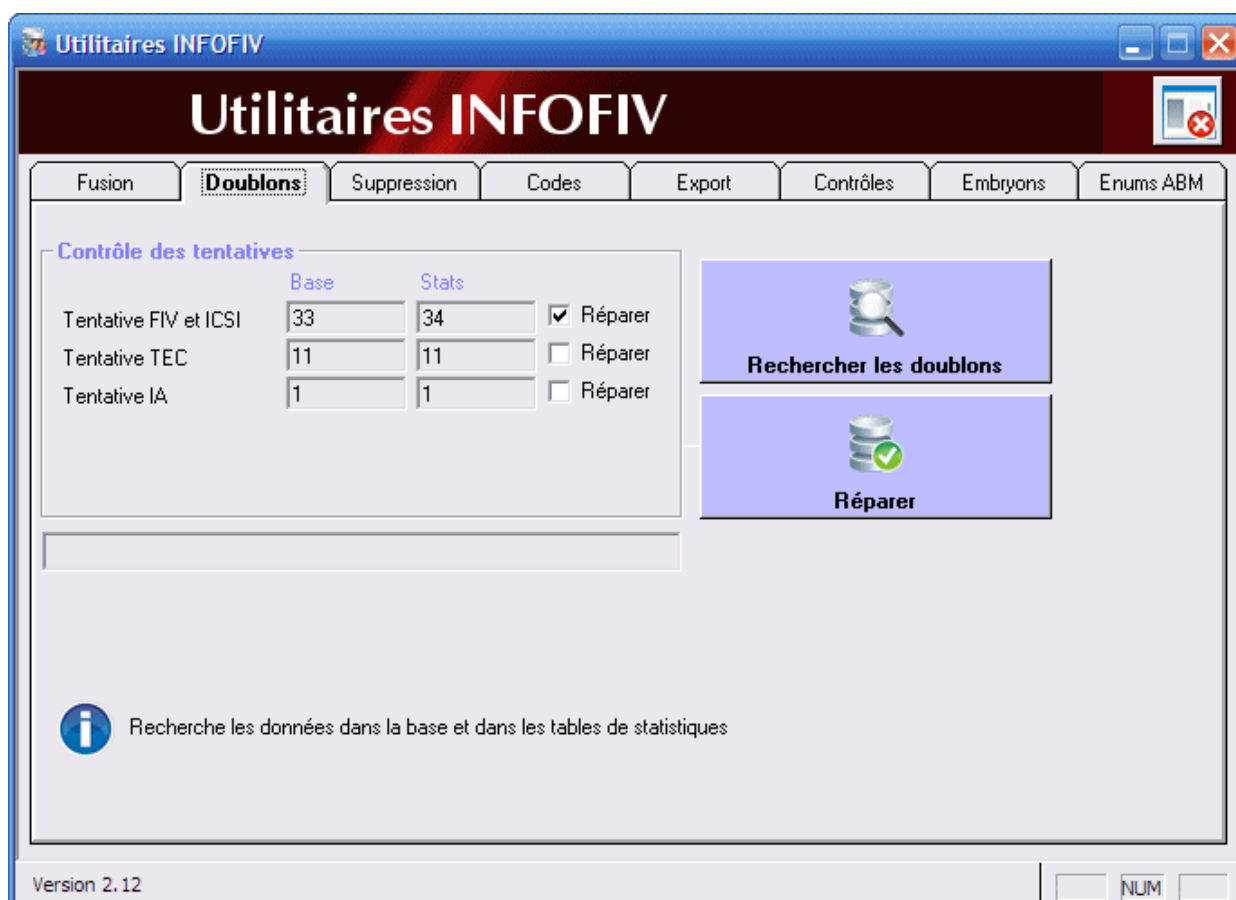 Utilitaires INFOFIV
Utilitaires INFOFIV
Fusion Doublons Suppression Codes Export Contrôles Embryons Enums ABM
Contrôle des tentatives
Base Stats
Tentative FIV et ICSI 33 34 Réparer
Tentative TEC 11 11 Réparer
Tentative IA 1 1 Réparer
Rechercher les doublons
Réparer
Recherche les données dans la base et dans les tables de statistiques
Version 2.12 NUM